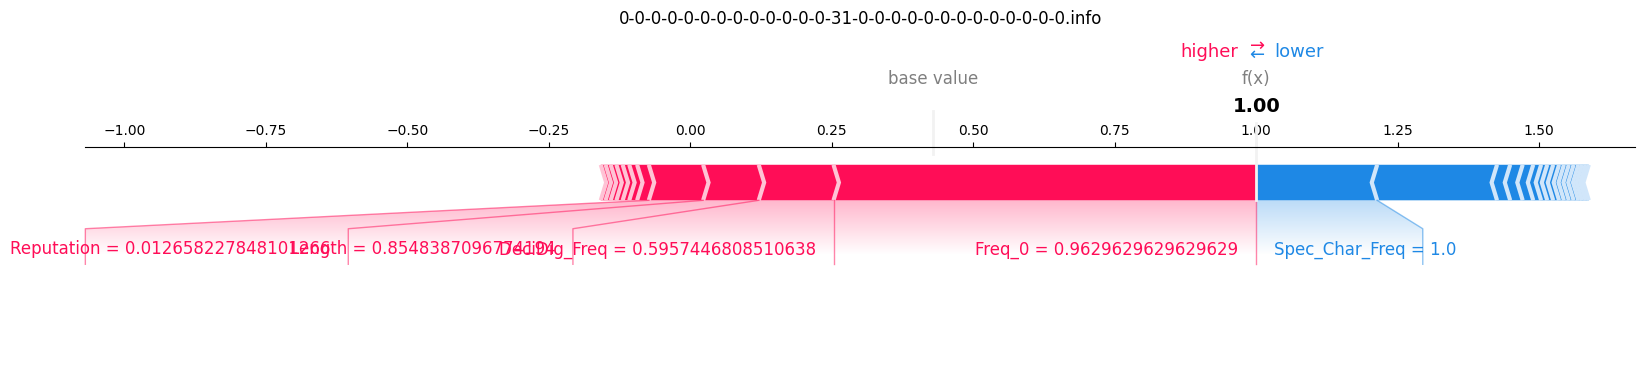 0-0-0-0-0-0-0-0-0-0-0-0-0-31-0-0-0-0-0-0-0-0-0-0-0-0-0.info
higher ⇄ lower
base value f(x)
1.00
−1.00 −0.75 −0.50 −0.25 0.00 0.25 0.50 0.75 1.00 1.25 1.50
Reputation = 0.012658227848101266 Length = 0.8548387096774194 DeciDig_Freq = 0.5957446808510638 Freq_0 = 0.9629629629629629 Spec_Char_Freq = 1.0